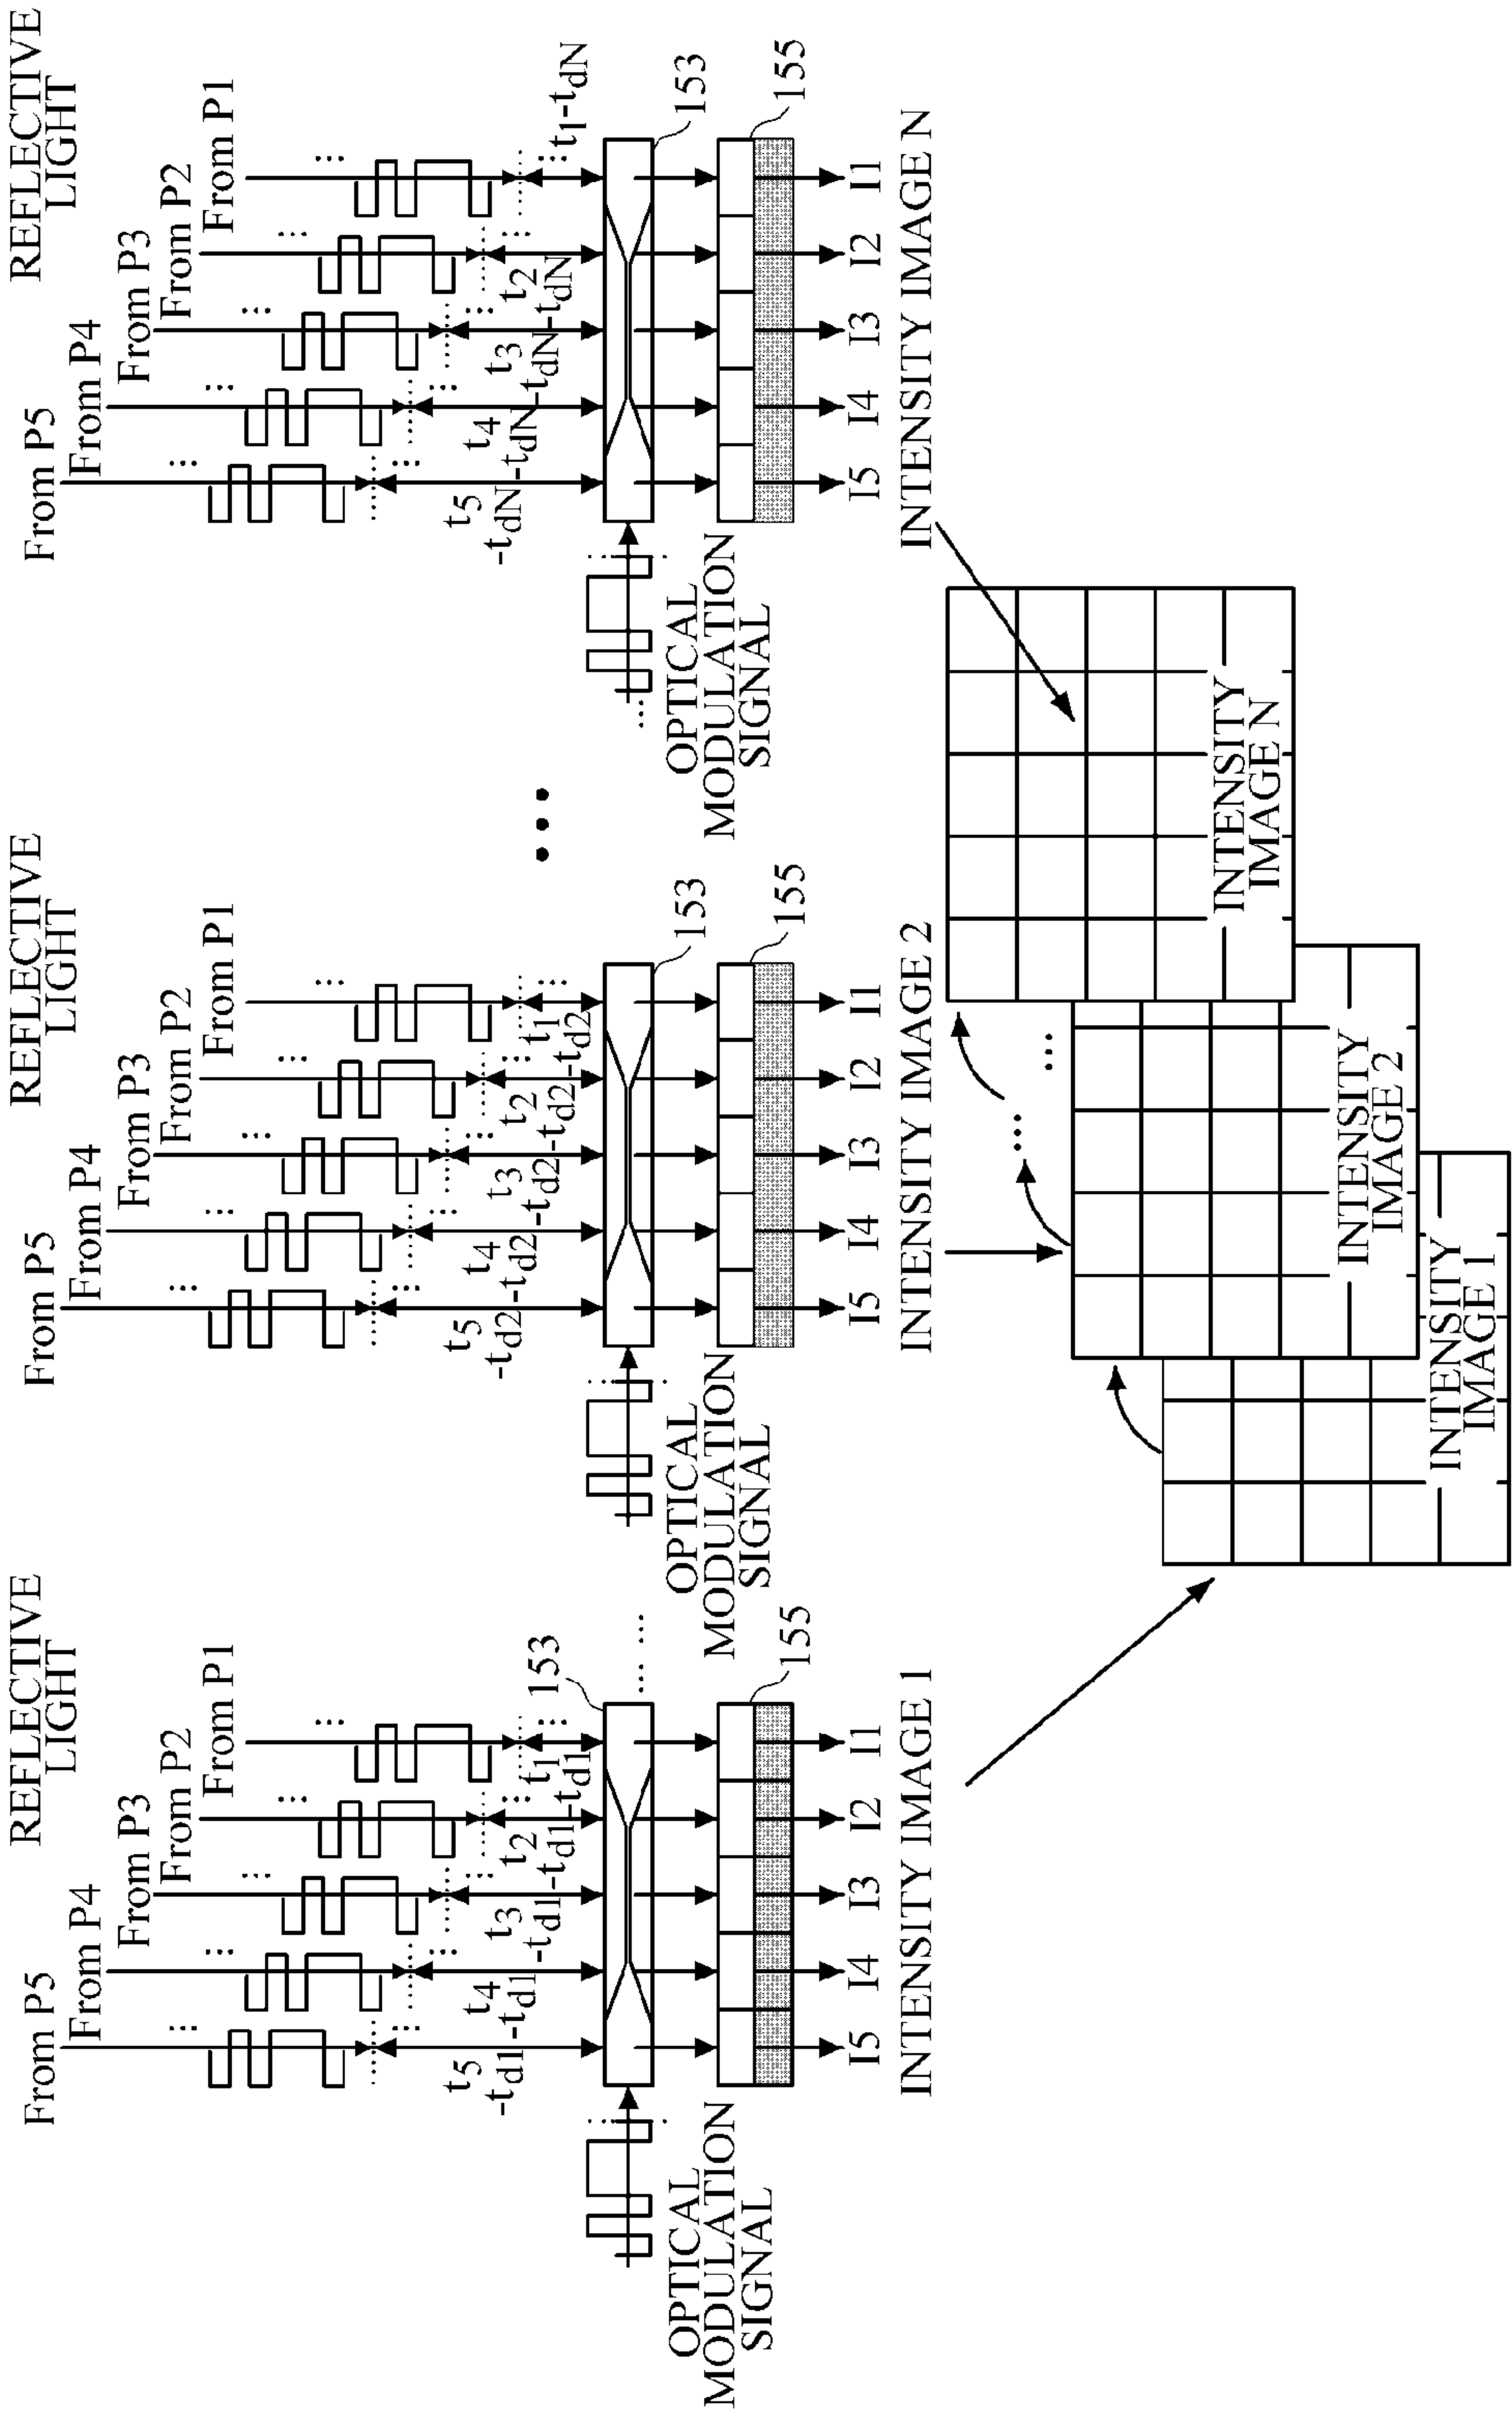 REFLECTIVE
LIGHT
From P5
From P4
From P3
From P2
From P1
t5
-td1
t4
-td1
t3
-td1
t2
-td1
t1
-td1
153
155
OPTICAL
MODULATION
SIGNAL
I5 I4 I3 I2 I1
INTENSITY IMAGE 1
REFLECTIVE
LIGHT
From P5
From P4
From P3
From P2
From P1
t5
-td2
t4
-td2
t3
-td2
t2
-td2
t1
-td2
153
155
OPTICAL
MODULATION
SIGNAL
I5 I4 I3 I2 I1
INTENSITY IMAGE 2
REFLECTIVE
LIGHT
From P5
From P4
From P3
From P2
From P1
t5
-tdN
t4
-tdN
t3
-tdN
t2
-tdN
t1-tdN
153
155
OPTICAL
MODULATION
SIGNAL
I5 I4 I3 I2 I1
INTENSITY IMAGE N
INTENSITY
IMAGE 1
INTENSITY
IMAGE 2
INTENSITY
IMAGE N